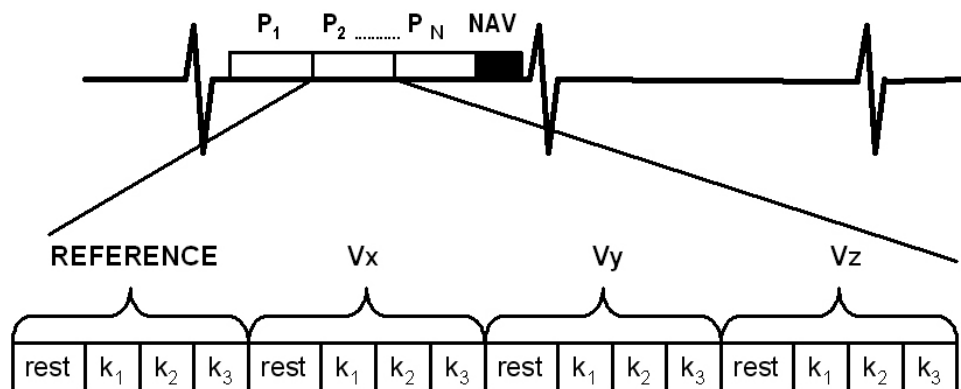 P₁ P₂ ........... P N NAV
REFERENCE Vx Vy Vz
rest k₁ k₂ k₃ rest k₁ k₂ k₃ rest k₁ k₂ k₃ rest k₁ k₂ k₃